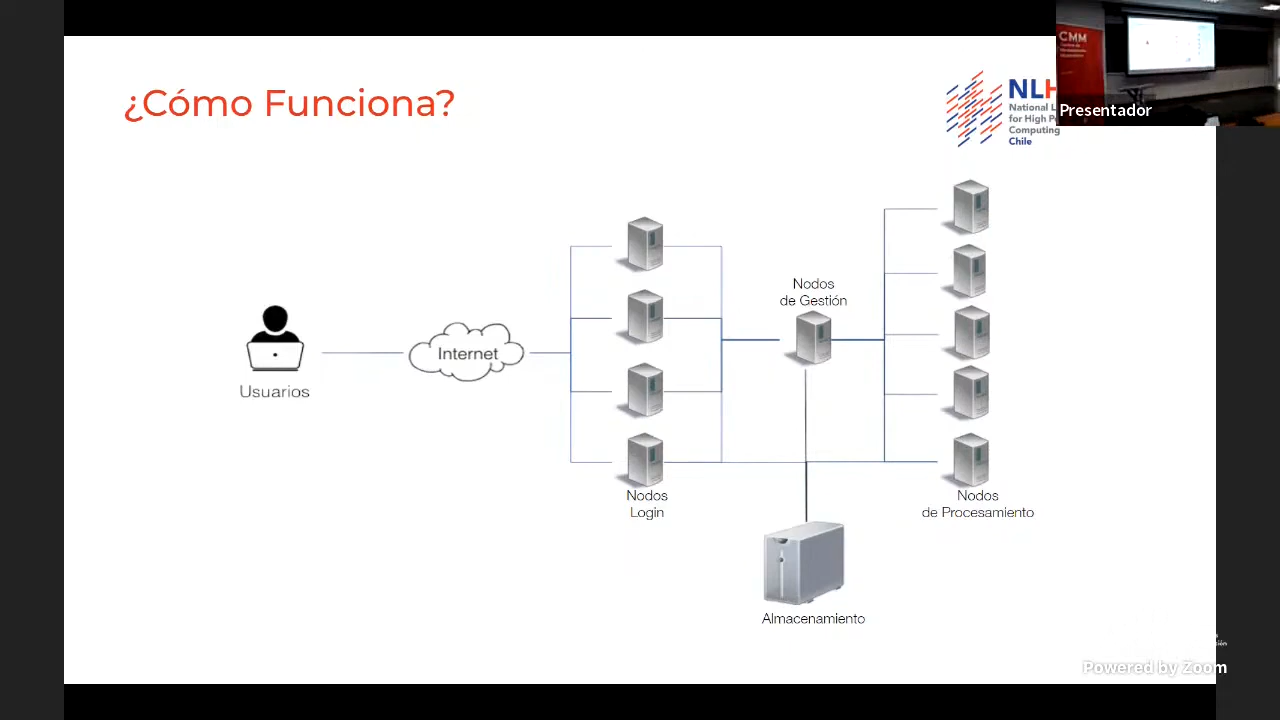 ¿Cómo Funciona?
NLH
National L
for High P
Computing
Chile
CMM
Presentador
Nodos
de Gestión
Internet
Usuarios
Nodos
Login
Nodos
de Procesamiento
Almacenamiento
Powered by Zoom